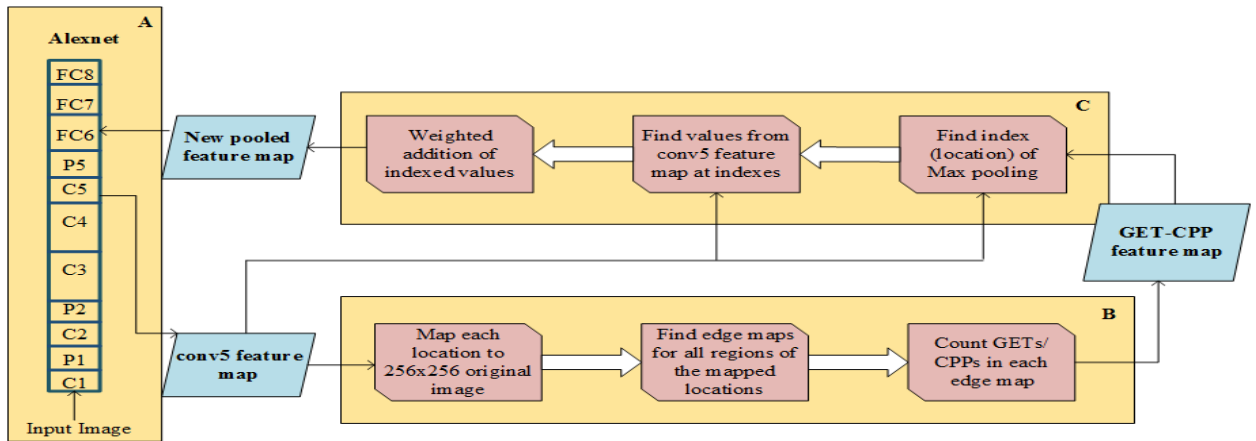 A
Alexnet
FC8
FC7
FC6
P5
C5
C4
C3
P2
C2
P1
C1
Input Image
New pooled
feature map
conv5 feature
map
C
Weighted
addition of
indexed values
Find values from
conv5 feature
map at indexes
Find index
(location) of
Max pooling
GET-CPP
feature map
B
Map each
location to
256x256 original
image
Find edge maps
for all regions of
the mapped
locations
Count GETs/
CPPs in each
edge map